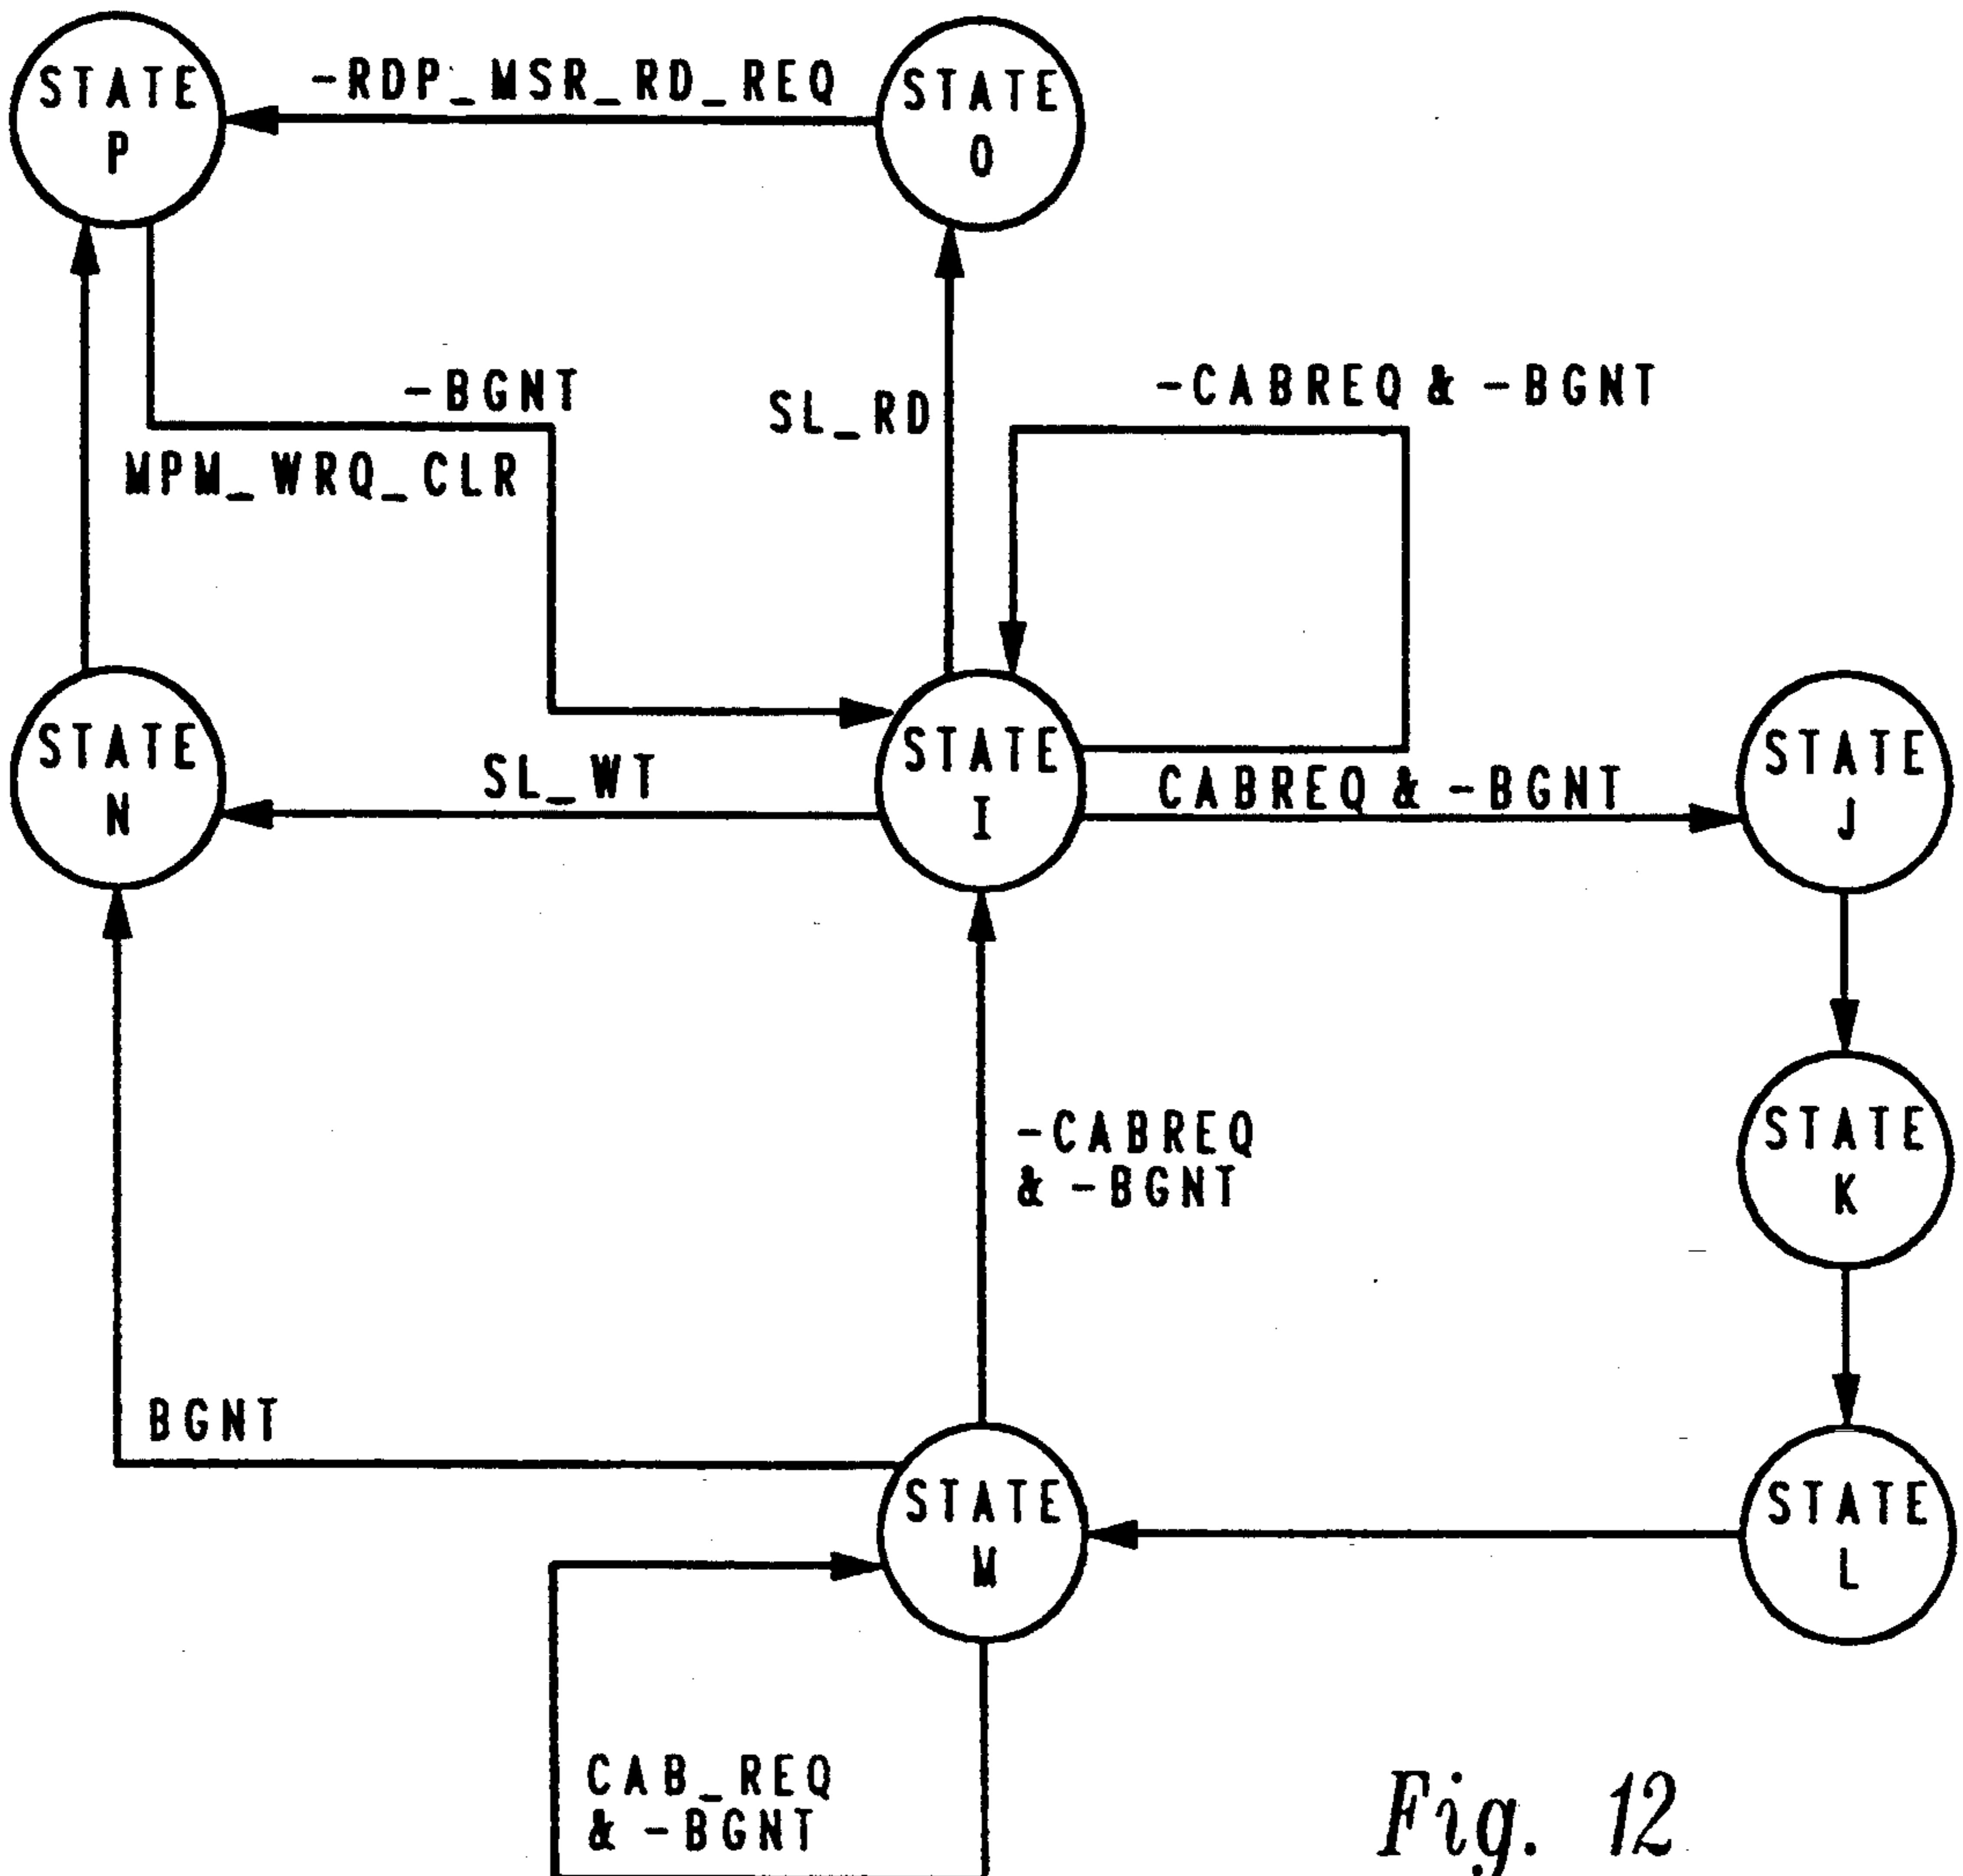 STATE
P
-RDP_MSR_RD_REQ
STATE
O
-BGNT
MPM_WRQ_CLR
SL_RD
-CABREQ & -BGNT
STATE
N
SL_WT
STATE
I
CABREQ & -BGNT
STATE
J
-CABREQ
& -BGNT
STATE
K
BGNT
STATE
M
STATE
L
CAB_REQ
& -BGNT
Fig. 12